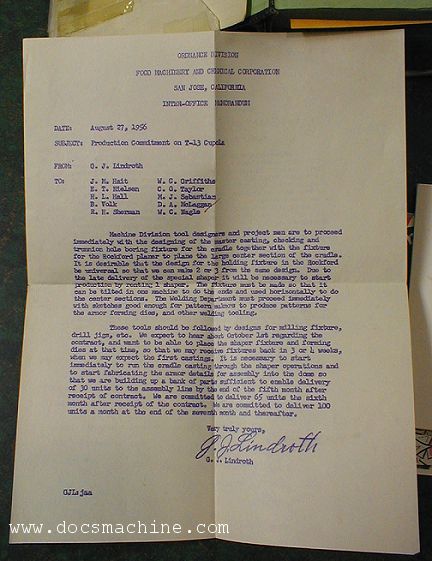 ORDNANCE DIVISION
FOOD MACHINERY AND CHEMICAL CORPORATION
SAN JOSE, CALIFORNIA
INTER-OFFICE MEMORANDUM
DATE: August 27, 1956
SUBJECT: Production Commitment on T-13 Cupola
FROM: G. J. Lindroth
TO: J. M. Hait W. C. Griffiths
E. T. Nielsen C. G. Taylor
H. L. Hall M. J. Sebastian
B. Volk D. A. McLaggan
R. H. Sherman W. C. Nagle
Machine Division tool designers and project men are to proceed
immediately with the designing of the master casting, checking and
trunnion hole boring fixture for the cradle together with the fixture
for the Rockford planer to plane the large center section of the cradle.
It is desirable that the design for the holding fixture in the Rockford
be universal so that we can make 2 or 3 from the same design. Due to
the late delivery of the special shaper it will be necessary to start
production by renting 1 shaper. The fixture must be made so that it
can be tilted in one machine to do the ends and used horizontally to do
the center sections. The Welding Department must proceed immediately
with sketches good enough for pattern makers to produce patterns for
the armor forming dies, and other welding tooling.
These tools should be followed by designs for milling fixture,
drill jigs, etc. We expect to hear about October 1st regarding the
contract, and want to be able to place the shaper fixture and forming
dies at that time, so that we may receive fixtures back in 3 or 4 weeks,
when we may expect the first castings. It is necessary to start
immediately to run the cradle casting through the shaper operations and
to start fabricating the armor details for assembly into the dome so
that we are building up a bank of parts sufficient to enable delivery
of 30 units to the assembly line by the end of the fifth month after
receipt of contract. We are committed to deliver 65 units the sixth
month after receipt of the contract. We are committed to deliver 100
units a month at the end of the seventh month and thereafter.
Very truly yours,
G. J. Lindroth
G. J. Lindroth
GJL:jaa
www.docsmachine.com